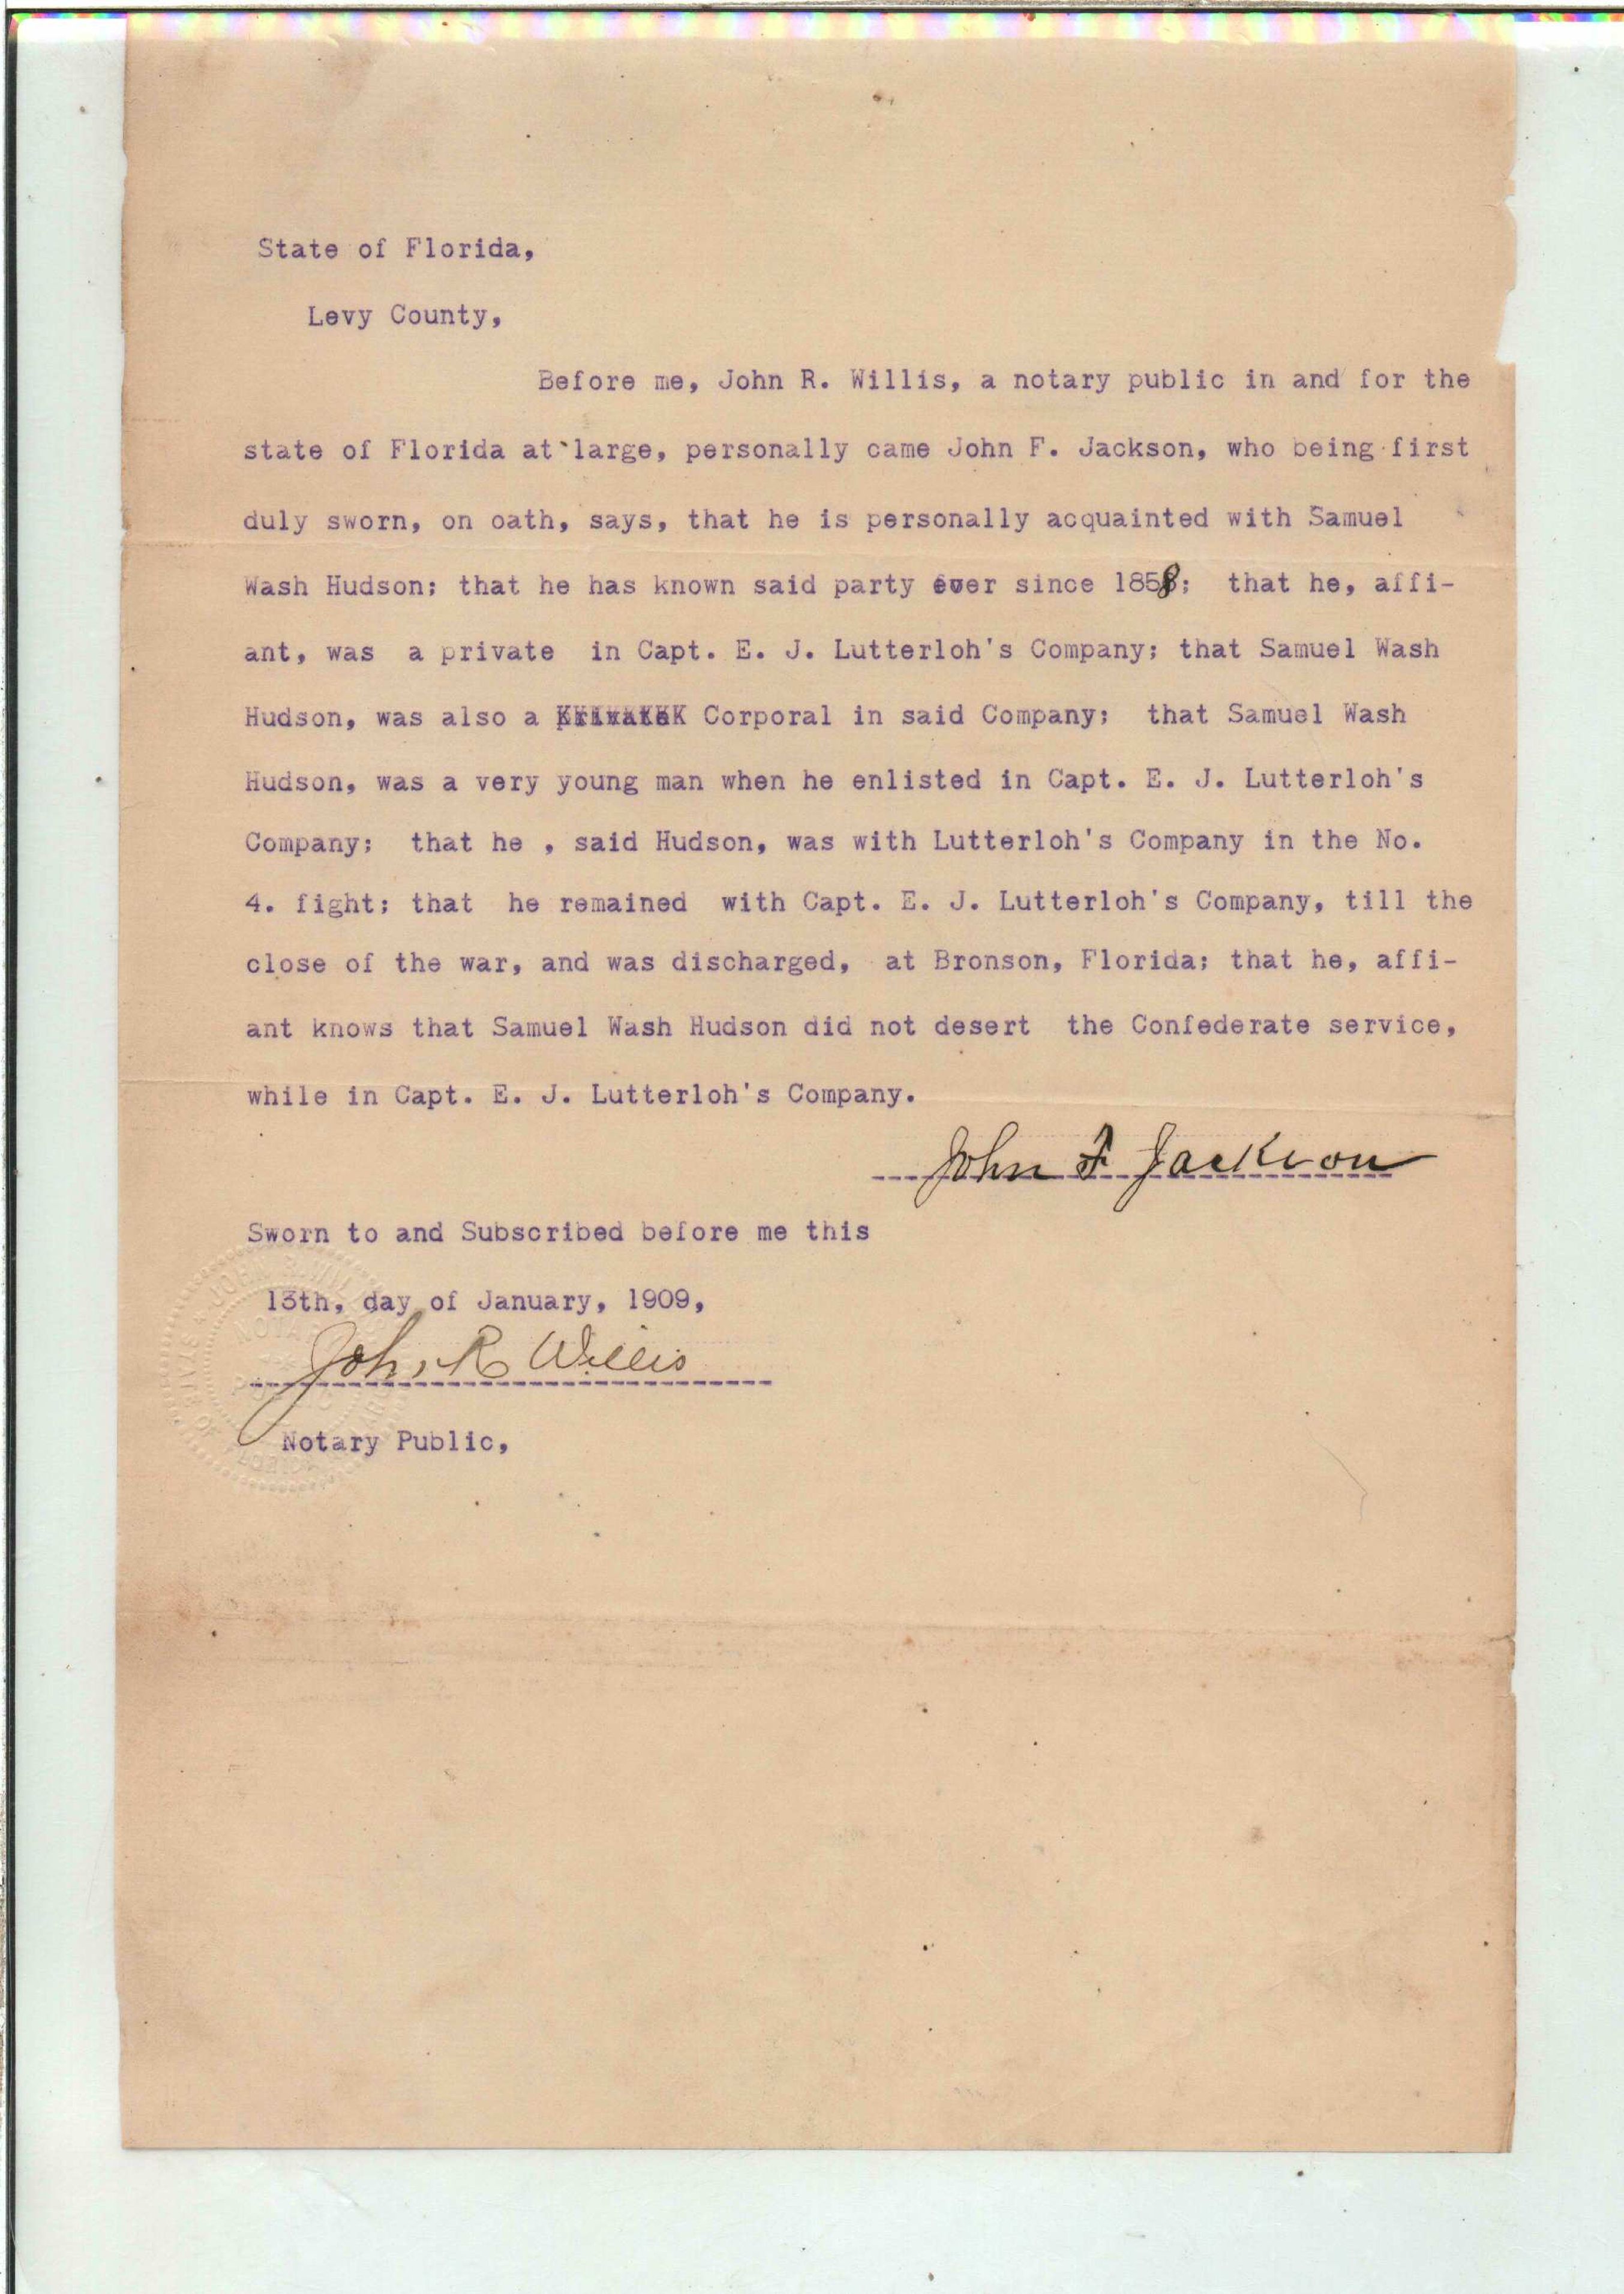 State of Florida,
Levy County,
Before me, John R. Willis, a notary public in and for the
state of Florida at large, personally came John F. Jackson, who being first
duly sworn, on oath, says, that he is personally acquainted with Samuel
Wash Hudson; that he has known said party ever since 1858; that he, affi-
ant, was a private in Capt. E. J. Lutterloh's Company; that Samuel Wash
Hudson, was also a private Corporal in said Company; that Samuel Wash
Hudson, was a very young man when he enlisted in Capt. E. J. Lutterloh's
Company; that he , said Hudson, was with Lutterloh's Company in the No.
4. fight; that he remained with Capt. E. J. Lutterloh's Company, till the
close of the war, and was discharged, at Bronson, Florida; that he, affi-
ant knows that Samuel Wash Hudson did not desert the Confederate service,
while in Capt. E. J. Lutterloh's Company.
John F Jackson
Sworn to and Subscribed before me this
13th, day of January, 1909,
John R Willis
Notary Public,